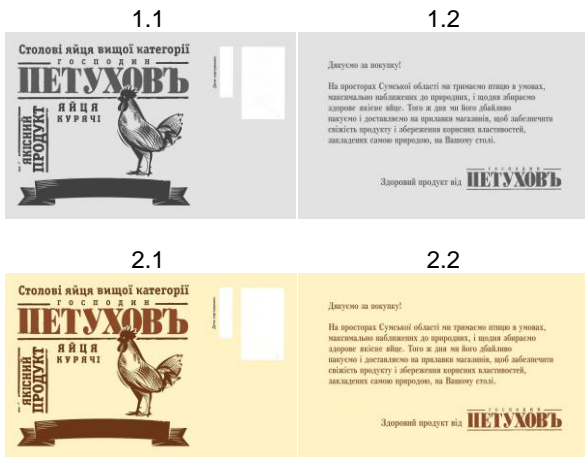 1.1
1.2
Столові яйця вищої категорії
ГОСПОДИН
ПЕТУХОВЪ
ЯЙЦЯ
КУРЯЧІ
ЯКІСНИЙ
ПРОДУКТ
Дякуємо за покупку!
На просторах Сумської області ми тримаємо птицю в умовах,
максимально наближених до природних, і щодня збираємо
здорове якісне яйце. Того ж дня ми його дбайливо
пакуємо і доставляємо на прилавки магазинів, щоб забезпечити
свіжість продукту і збереження корисних властивостей,
закладених самою природою, на Вашому столі.
Здоровий продукт від
ГОСПОДИН
ПЕТУХОВЪ
2.1
2.2
Столові яйця вищої категорії
ГОСПОДИН
ПЕТУХОВЪ
ЯЙЦЯ
КУРЯЧІ
ЯКІСНИЙ
ПРОДУКТ
Дякуємо за покупку!
На просторах Сумської області ми тримаємо птицю в умовах,
максимально наближених до природних, і щодня збираємо
здорове якісне яйце. Того ж дня ми його дбайливо
пакуємо і доставляємо на прилавки магазинів, щоб забезпечити
свіжість продукту і збереження корисних властивостей,
закладених самою природою, на Вашому столі.
Здоровий продукт від
ГОСПОДИН
ПЕТУХОВЪ